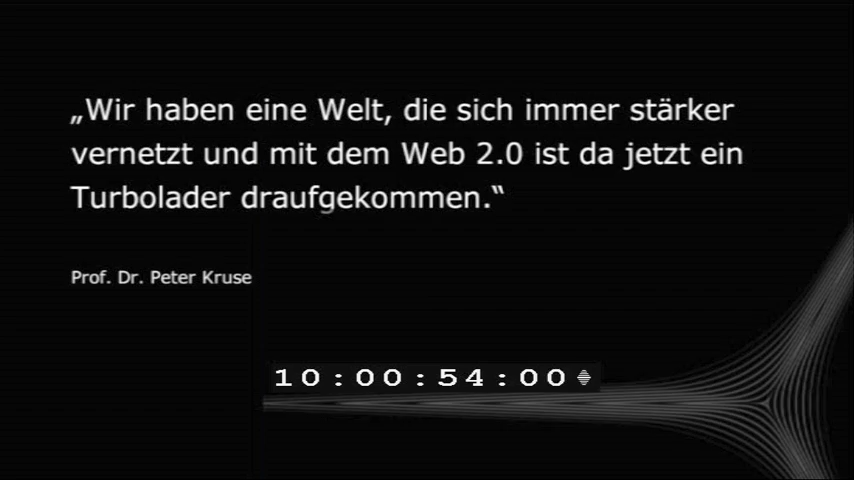 „Wir haben eine Welt, die sich immer stärker
vernetzt und mit dem Web 2.0 ist da jetzt ein
Turbolader draufgekommen.“
Prof. Dr. Peter Kruse
10:00:54:00